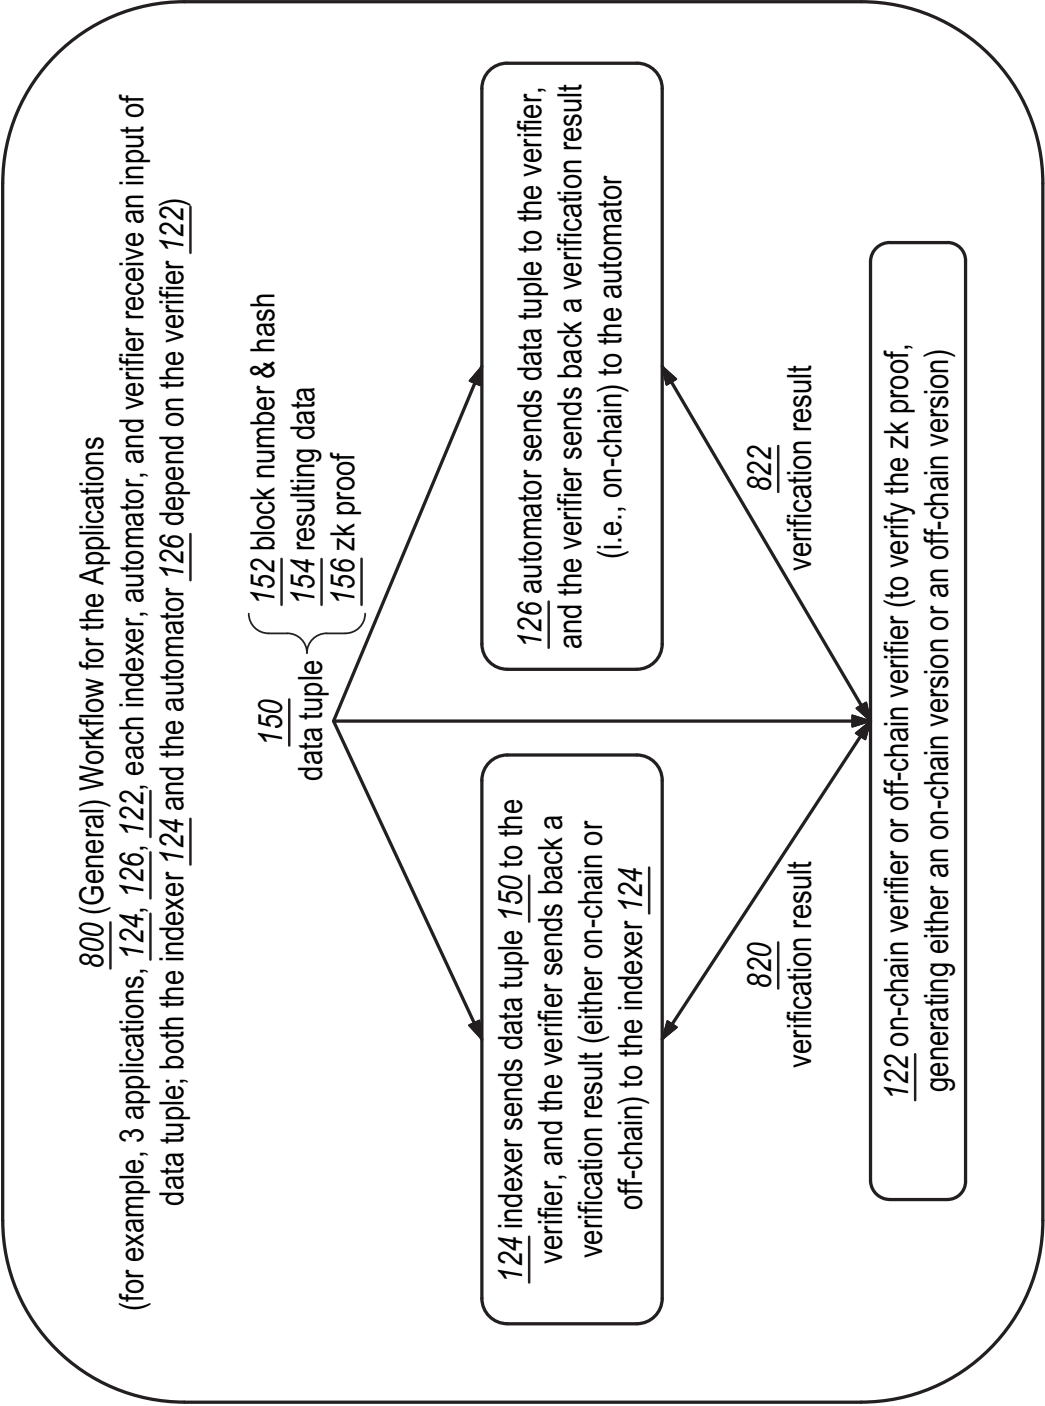 800 (General) Workflow for the Applications
(for example, 3 applications, 124, 126, 122, each indexer, automator, and verifier receive an input of
data tuple; both the indexer 124 and the automator 126 depend on the verifier 122)
150
data tuple
152 block number & hash
154 resulting data
156 zk proof
124 indexer sends data tuple 150 to the
verifier, and the verifier sends back a
verification result (either on-chain or
off-chain) to the indexer 124
126 automator sends data tuple to the verifier,
and the verifier sends back a verification result
(i.e., on-chain) to the automator
820
verification result
822
verification result
122 on-chain verifier or off-chain verifier (to verify the zk proof,
generating either an on-chain version or an off-chain version)